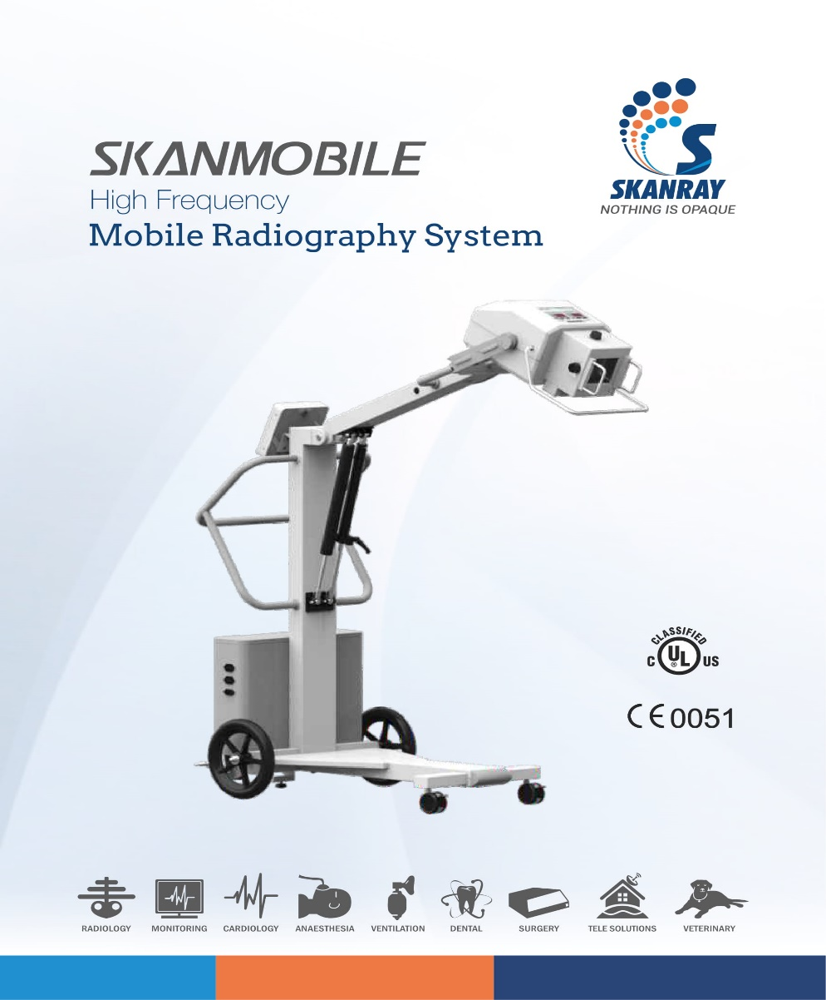 SKANMOBILE
High Frequency
Mobile Radiography System
S
SKANRAY
NOTHING IS OPAQUE
CLASSIFIED
C UL US
CE 0051
RADIOLOGY
MONITORING
CARDIOLOGY
ANAESTHESIA
VENTILATION
DENTAL
SURGERY
TELE SOLUTIONS
VETERINARY